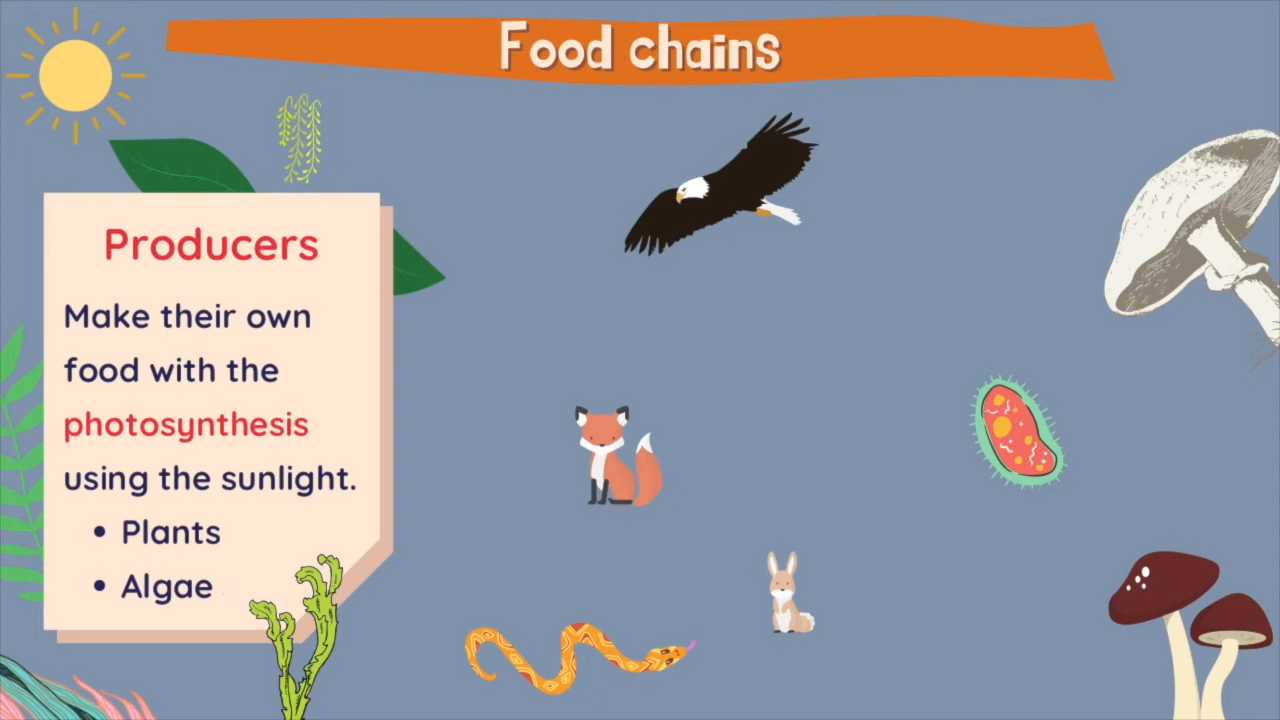 Food chains
Producers
Make their own
food with the
photosynthesis
using the sunlight.
• Plants
• Algae